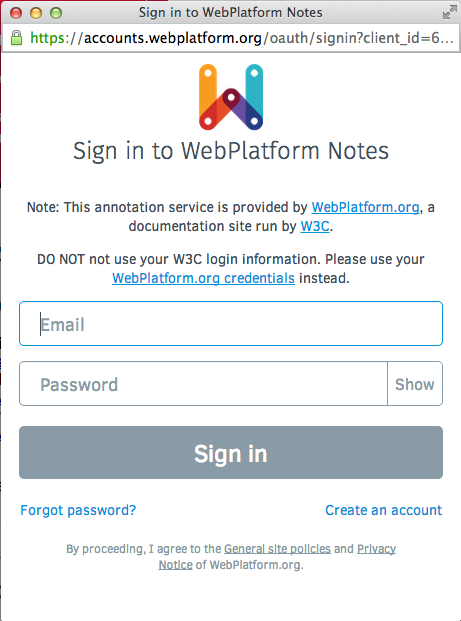 Sign in to WebPlatform Notes
https://accounts.webplatform.org/oauth/signin?client_id=6...
Sign in to WebPlatform Notes
Note: This annotation service is provided by WebPlatform.org, a
documentation site run by W3C.
DO NOT not use your W3C login information. Please use your
WebPlatform.org credentials instead.
Email
Password
Show
Sign in
Forgot password?
Create an account
By proceeding, I agree to the General site policies and Privacy
Notice of WebPlatform.org.